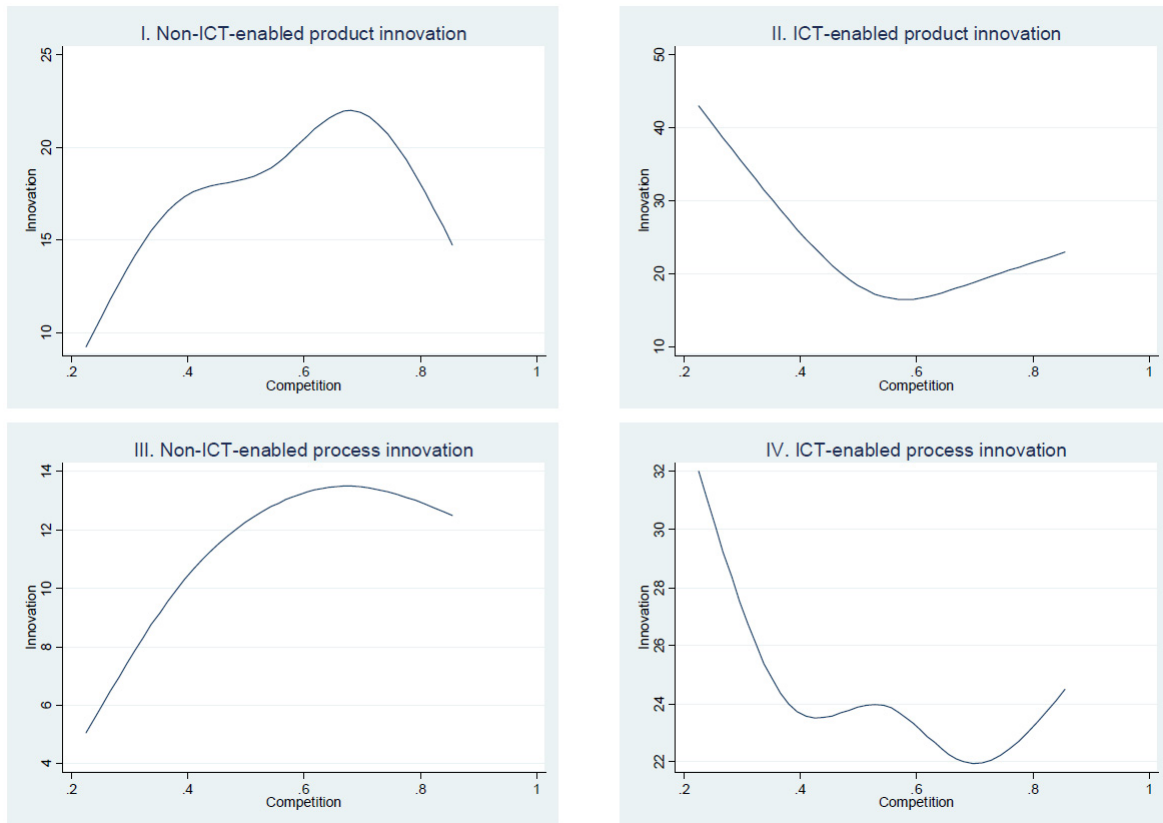 I. Non-ICT-enabled product innovation
Innovation
25
20
15
10
.2 .4 .6 .8 1
Competition
II. ICT-enabled product innovation
Innovation
50
40
30
20
10
.2 .4 .6 .8 1
Competition
III. Non-ICT-enabled process innovation
Innovation
14
12
10
8
6
4
.2 .4 .6 .8 1
Competition
IV. ICT-enabled process innovation
Innovation
32
30
28
26
24
22
.2 .4 .6 .8 1
Competition